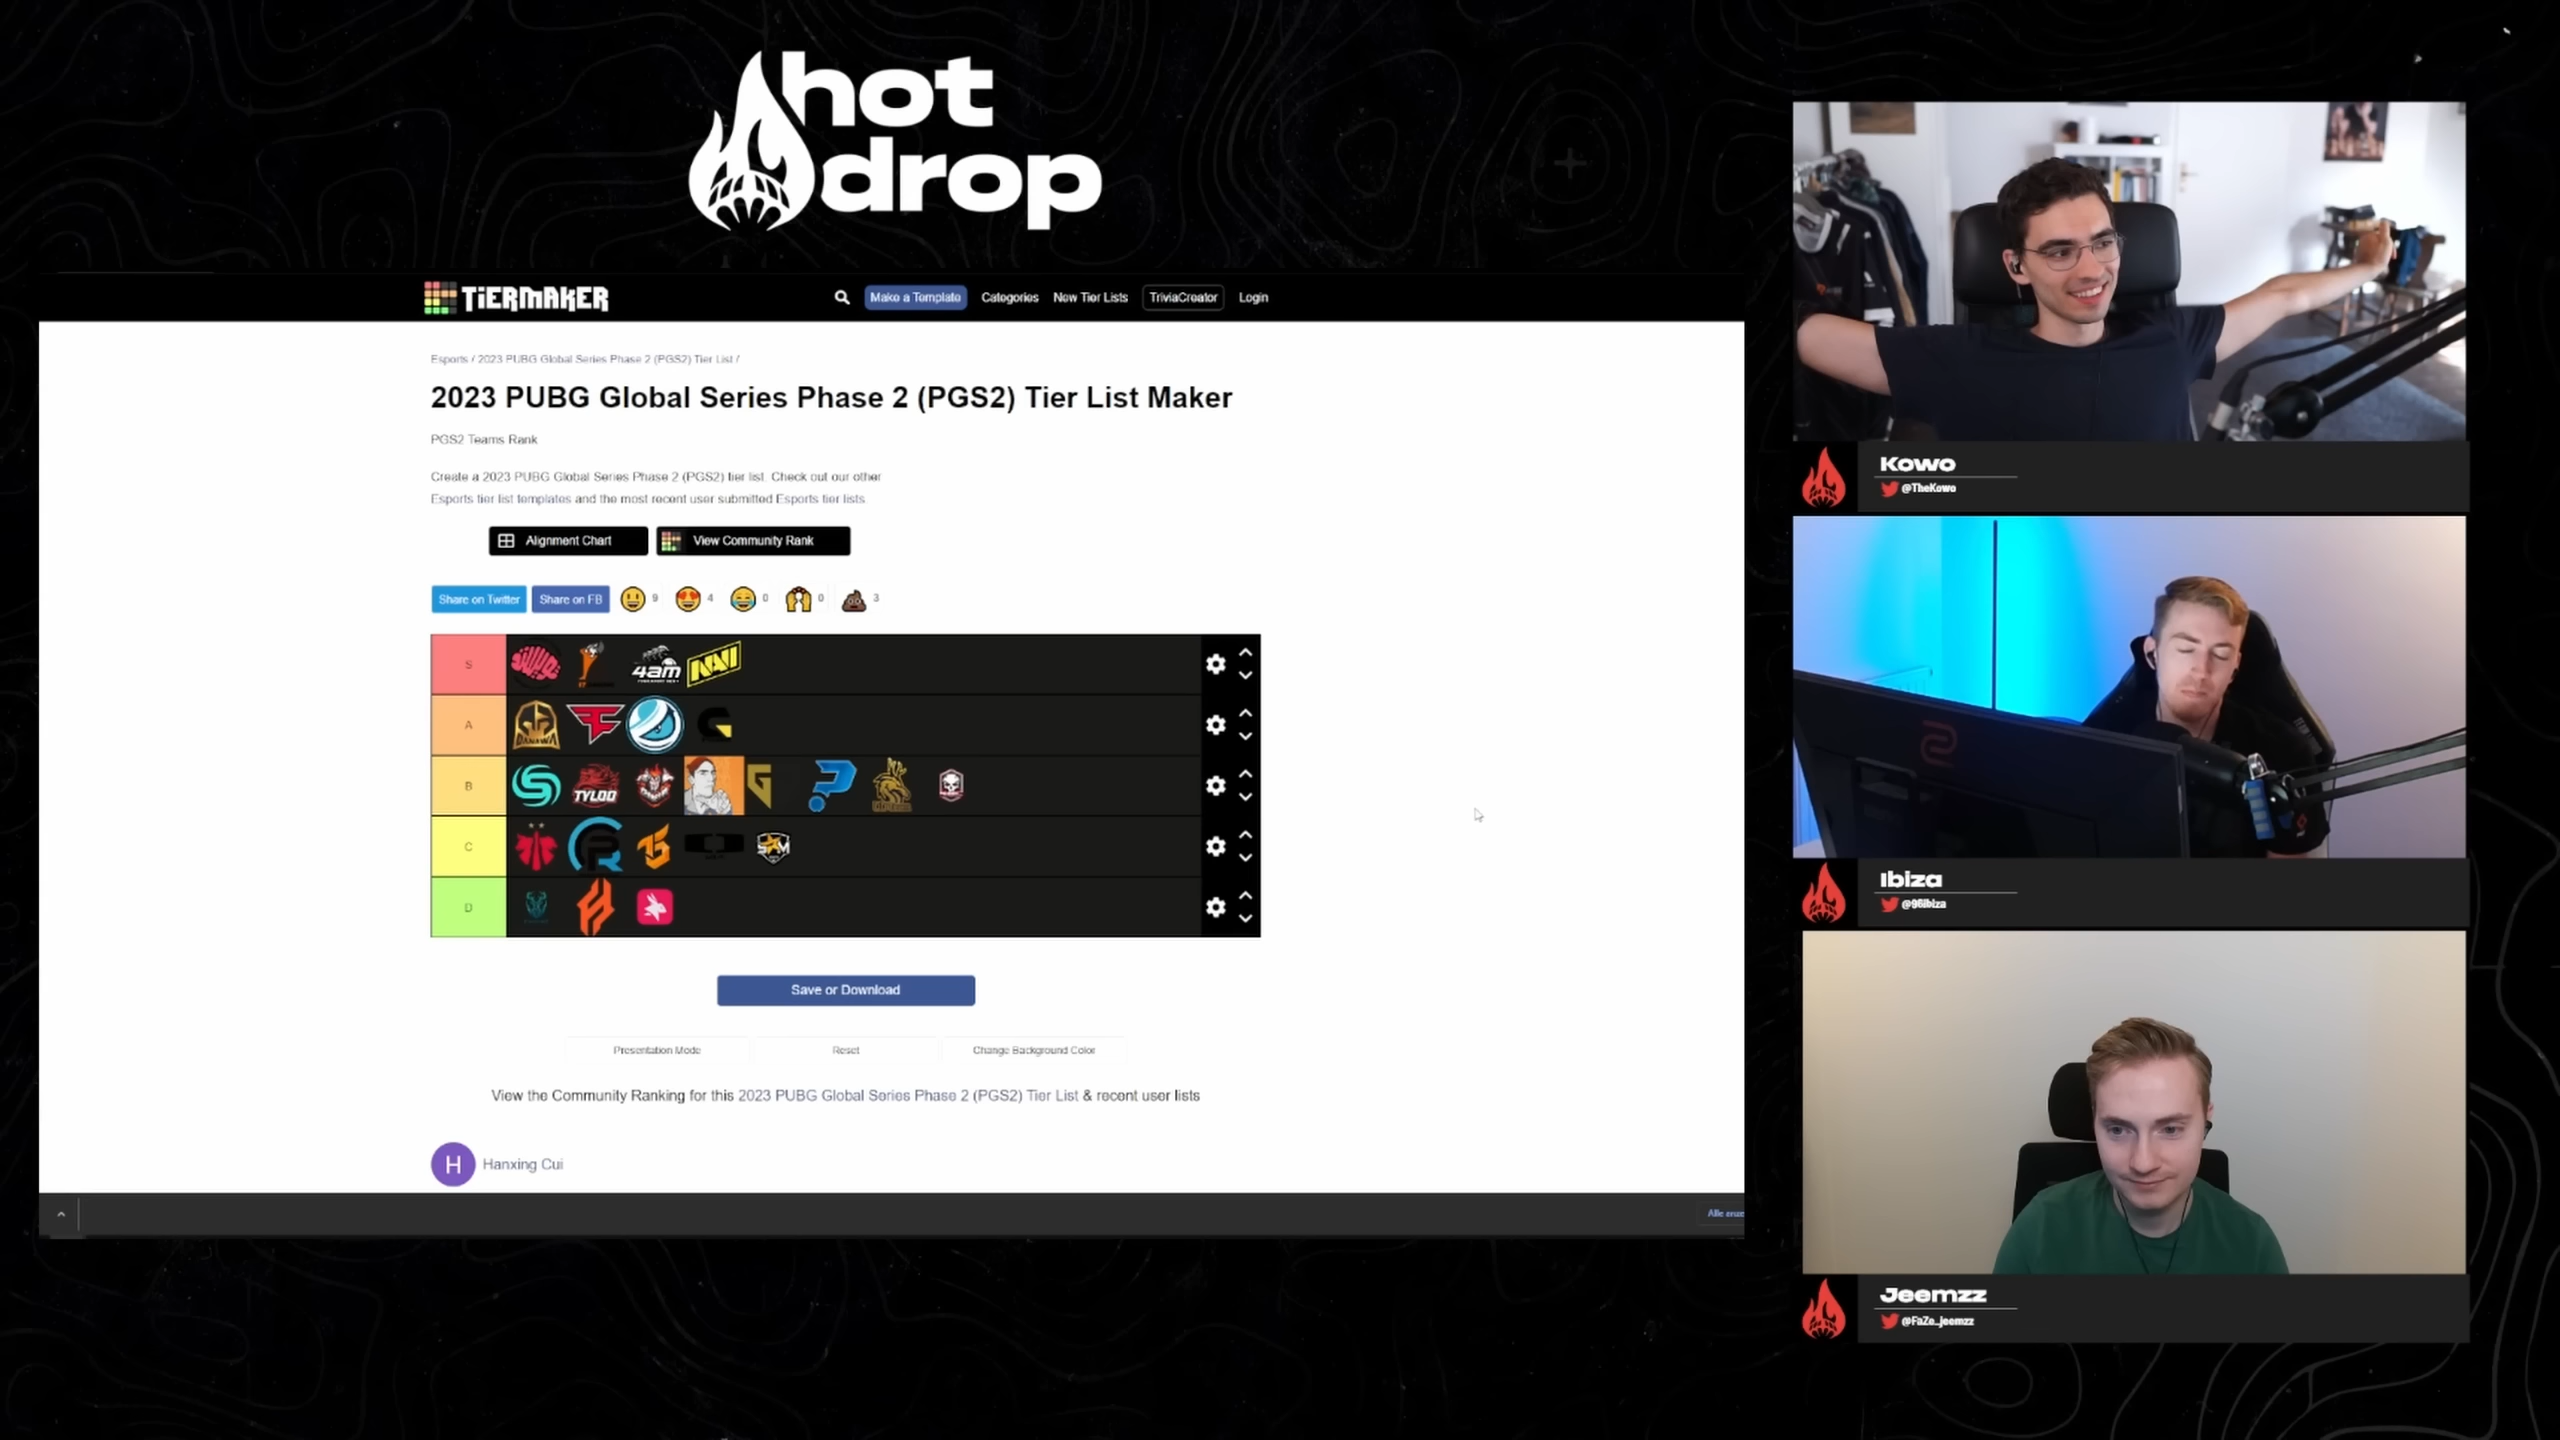 hot
drop
TiERMAKER
Make a Template
Categories
New Tier Lists
TriviaCreator
Login
Esports / 2023 PUBG Global Series Phase 2 (PGS2) Tier List /
2023 PUBG Global Series Phase 2 (PGS2) Tier List Maker
PGS2 Teams Rank
Create a 2023 PUBG Global Series Phase 2 (PGS2) tier list. Check out our other
Esports tier list templates and the most recent user submitted Esports tier lists
Alignment Chart
View Community Rank
Share on Twitter
Share on FB
9
4
0
0
3
S
17
4am
NAVI
A
DANAWA
B
TYLOO
C
D
Save or Download
Presentation Mode
Reset
Change Background Color
View the Community Ranking for this 2023 PUBG Global Series Phase 2 (PGS2) Tier List & recent user lists
H
Hanxing Cui
Alle
Kowo
@TheKowo
Ibiza
@96ibiza
Jeemzz
@FaZe_jeemzz